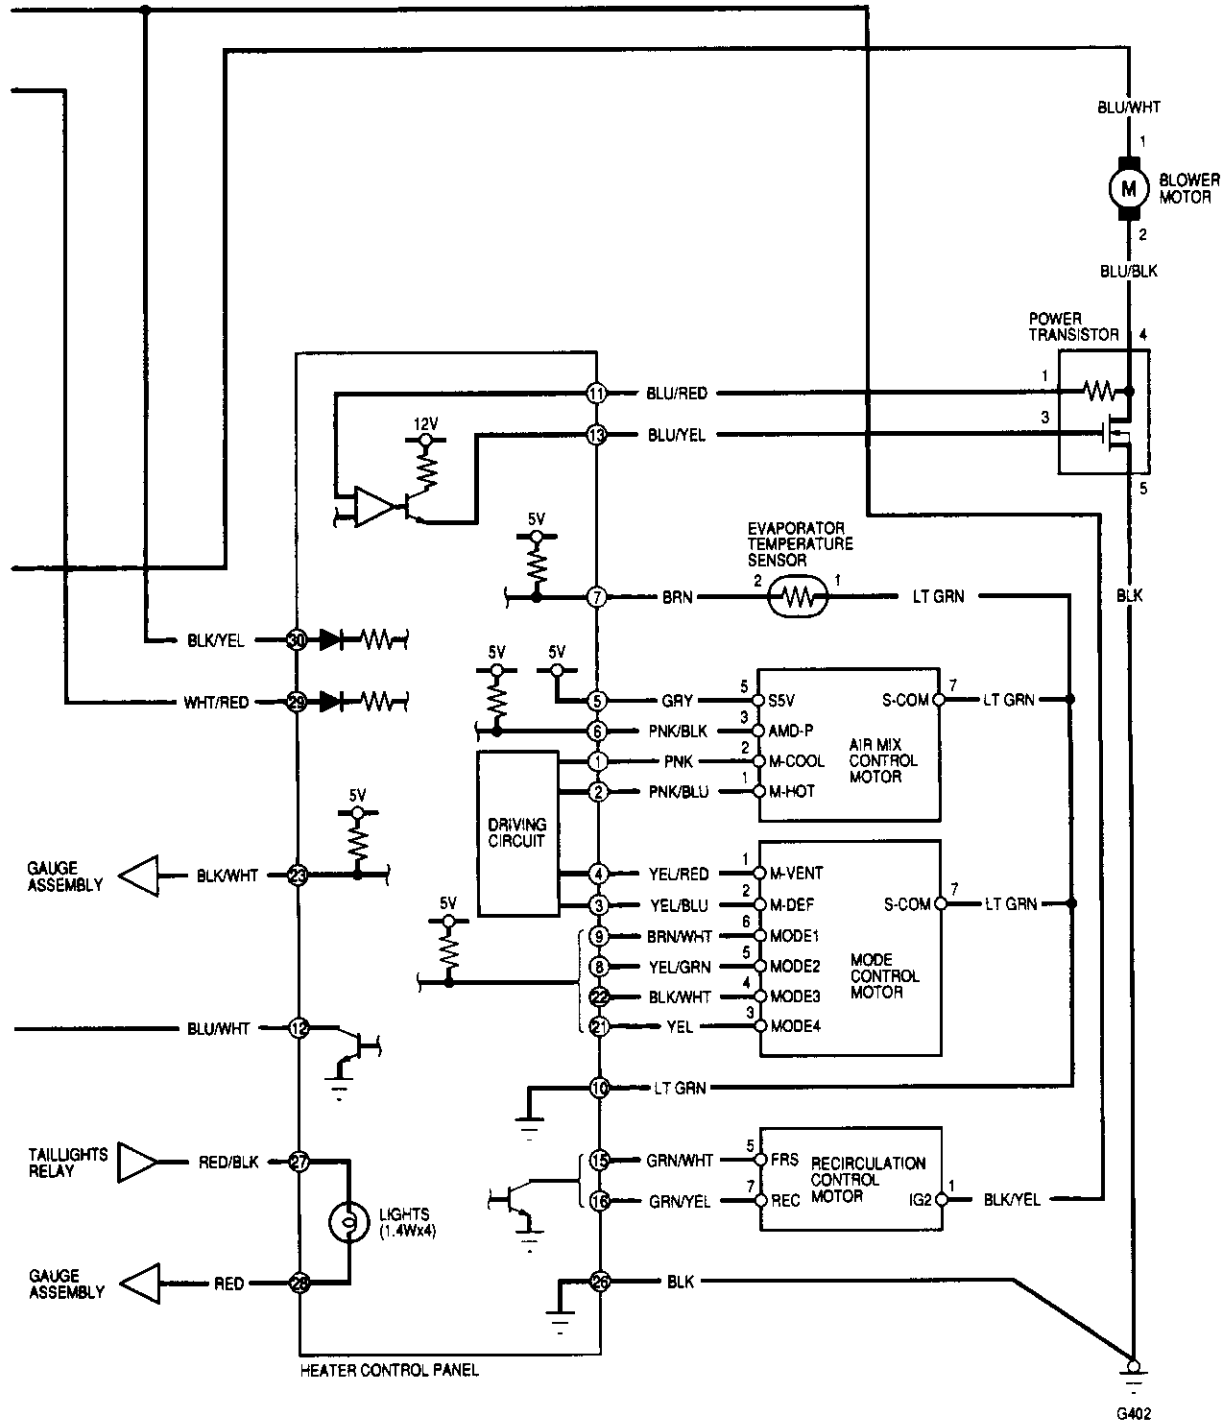 BLU/WHT
1
M
BLOWER
MOTOR
2
BLU/BLK
POWER
TRANSISTOR
4
11
BLU/RED
1
12V
13
BLU/YEL
3
5
5V
EVAPORATOR
TEMPERATURE
SENSOR
2
1
7
BRN
LT GRN
BLK
BLK/YEL
30
5V
5V
WHT/RED
29
5
GRY
5
S5V
S-COM
7
LT GRN
6
PNK/BLK
3
AMD-P
AIR MIX
CONTROL
MOTOR
1
PNK
2
M-COOL
2
PNK/BLU
1
M-HOT
5V
DRIVING
CIRCUIT
GAUGE
ASSEMBLY
BLK/WHT
23
4
YEL/RED
1
M-VENT
3
YEL/BLU
2
M-DEF
S-COM
7
LT GRN
5V
9
BRN/WHT
6
MODE1
8
YEL/GRN
5
MODE2
MODE
CONTROL
MOTOR
22
BLK/WHT
4
MODE3
21
YEL
3
MODE4
BLU/WHT
12
10
LT GRN
TAILLIGHTS
RELAY
RED/BLK
27
15
GRN/WHT
5
FRS
RECIRCULATION
CONTROL
MOTOR
16
GRN/YEL
7
REC
IG2
1
BLK/YEL
LIGHTS
(1.4Wx4)
GAUGE
ASSEMBLY
RED
28
26
BLK
HEATER CONTROL PANEL
G402